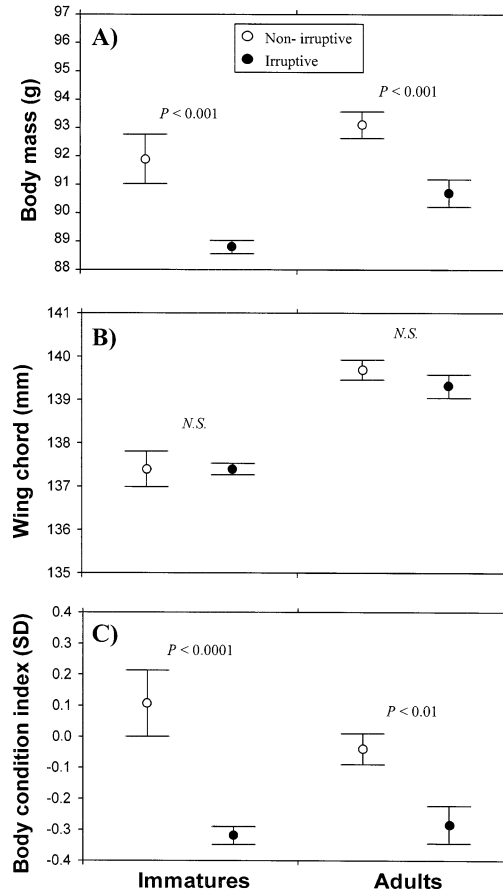 A)
Non- irruptive
Irruptive
P < 0.001
P < 0.001
Body mass (g)
97
96
95
94
93
92
91
90
89
88
B)
N.S.
N.S.
Wing chord (mm)
141
140
139
138
137
136
135
C)
P < 0.0001
P < 0.01
Body condition index (SD)
0.4
0.3
0.2
0.1
0.0
-0.1
-0.2
-0.3
-0.4
Immatures
Adults